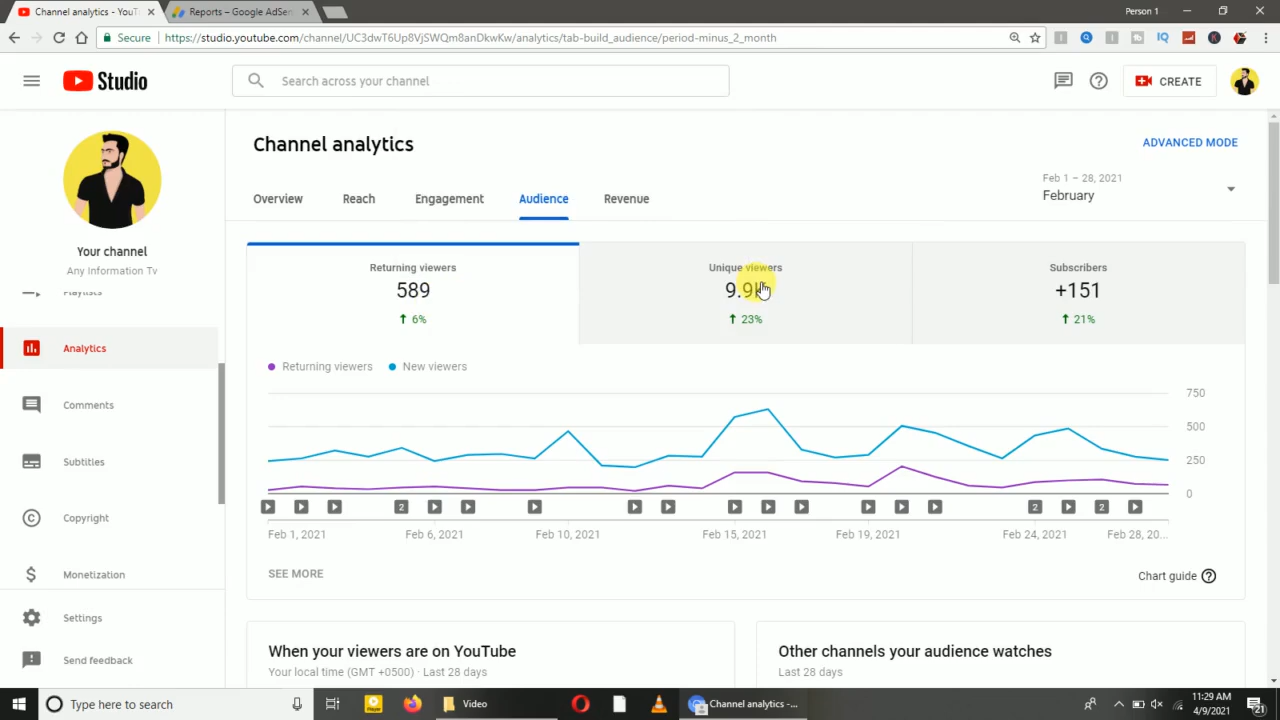 Channel analytics - YouT
Reports – Google AdSen
Person 1
Secure
https://studio.youtube.com/channel/UC3dwT6Up8VjSWQm8anDkwKw/analytics/tab-build_audience/period-minus_2_month
Studio
Search across your channel
CREATE
Your channel
Any Information Tv
Playlists
Analytics
Comments
Subtitles
Copyright
Monetization
Settings
Send feedback
Channel analytics
ADVANCED MODE
Feb 1 – 28, 2021
February
Overview
Reach
Engagement
Audience
Revenue
Returning viewers
589
6%
Unique viewers
23%
Subscribers
+151
21%
Returning viewers
New viewers
750
500
250
0
2
2
2
Feb 1, 2021
Feb 6, 2021
Feb 10, 2021
Feb 15, 2021
Feb 19, 2021
Feb 24, 2021
Feb 28, 20...
SEE MORE
Chart guide
When your viewers are on YouTube
Your local time (GMT +0500) · Last 28 days
Other channels your audience watches
Last 28 days
Type here to search
Video
Channel analytics -...
11:29 AM
4/9/2021
21